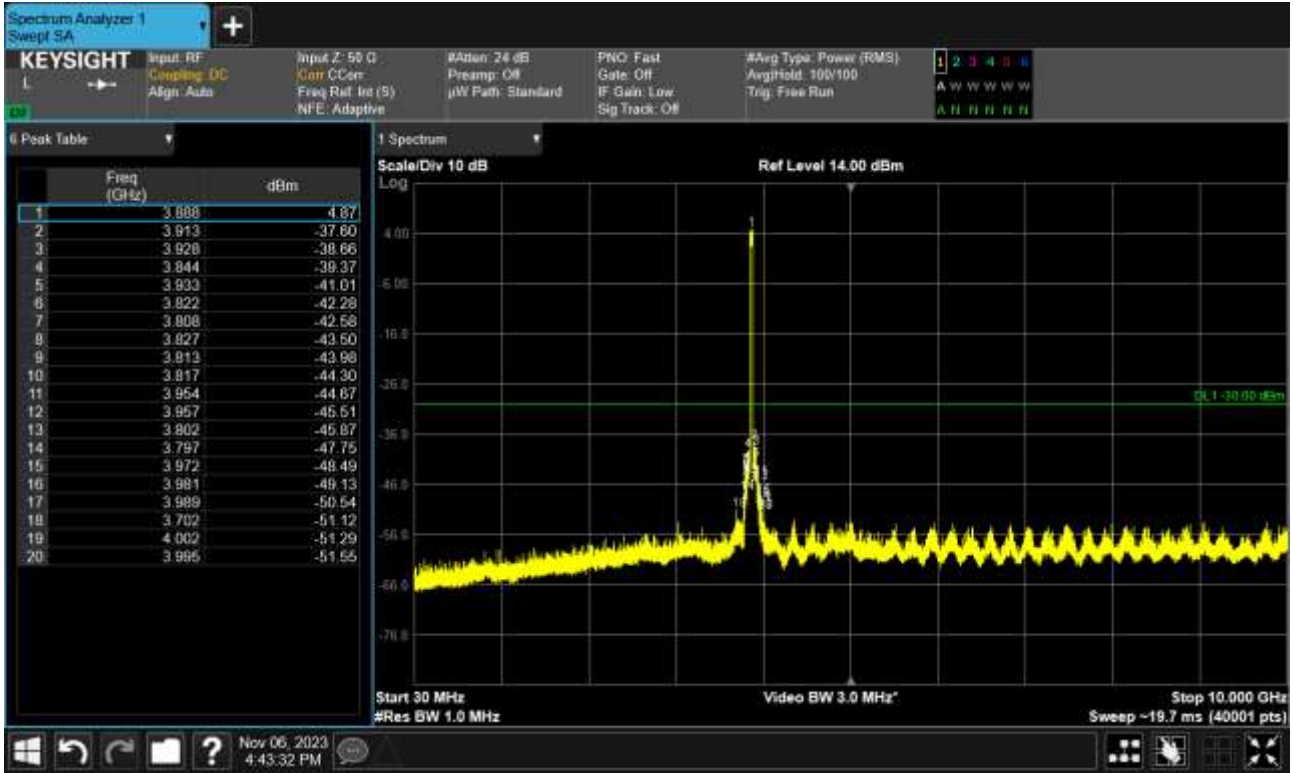 Spectrum Analyzer 1
Swept SA
KEYSIGHT
L
Input: RF
Coupling: DC
Align: Auto
Input Z: 50 Ω
Corr CCorr
Freq Ref: Int (S)
NFE: Adaptive
#Atten: 24 dB
Preamp: Off
µW Path: Standard
PNO: Fast
Gate: Off
IF Gain: Low
Sig Track: Off
#Avg Type: Power (RMS)
Avg|Hold: 100/100
Trig: Free Run
1 2 3 4 5 6
A W W W W W
A N N N N N
6 Peak Table
Freq (GHz) dBm
1 3.888 4.87
2 3.913 -37.60
3 3.928 -38.66
4 3.844 -39.37
5 3.933 -41.01
6 3.822 -42.28
7 3.808 -42.58
8 3.827 -43.50
9 3.813 -43.98
10 3.817 -44.30
11 3.954 -44.67
12 3.957 -45.51
13 3.802 -45.87
14 3.797 -47.75
15 3.972 -48.49
16 3.981 -49.13
17 3.989 -50.54
18 3.702 -51.12
19 4.002 -51.29
20 3.995 -51.55
1 Spectrum
Scale/Div 10 dB
Ref Level 14.00 dBm
Log
1
4.00
-6.00
-16.0
-26.0
DL1 -30.00 dBm
-36.0
-46.0
-56.0
-66.0
-76.0
Start 30 MHz
Video BW 3.0 MHz*
Stop 10.000 GHz
#Res BW 1.0 MHz
Sweep ~19.7 ms (40001 pts)
?
Nov 06, 2023
4:43:32 PM